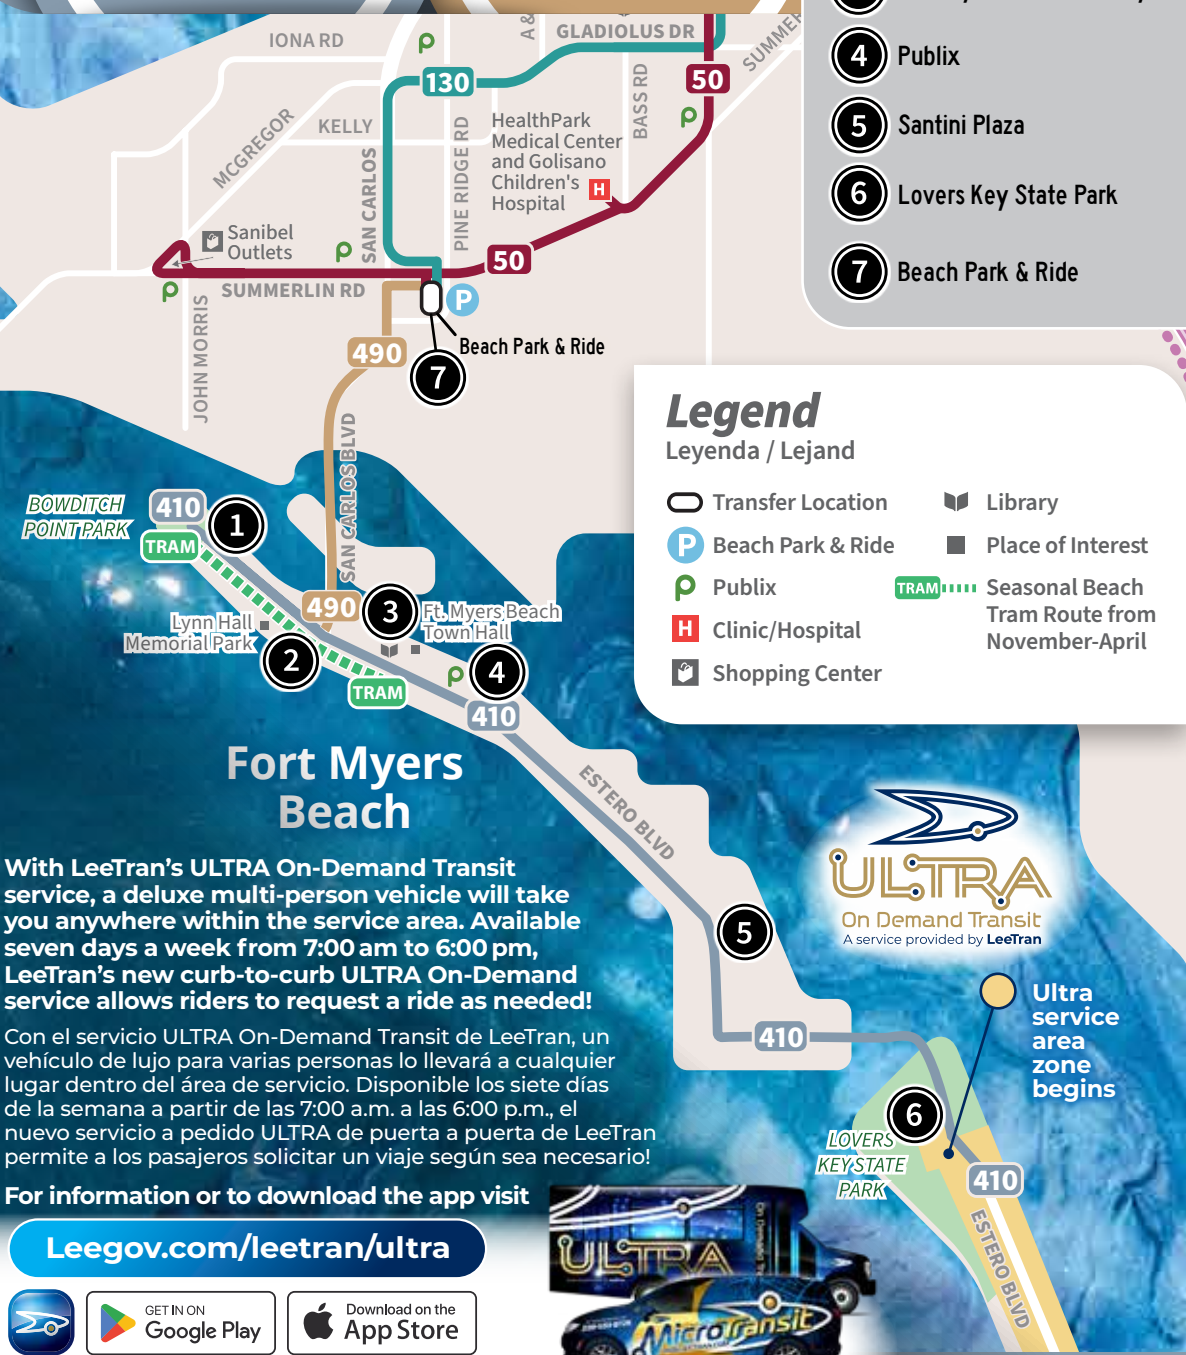 4 Publix
5 Santini Plaza
6 Lovers Key State Park
7 Beach Park & Ride
IONA RD
A &
GLADIOLUS DR
SUMMER
130
50
KELLY
MCGREGOR
SAN CARLOS
PINE RIDGE RD
BASS RD
HealthPark
Medical Center
and Golisano
Children's
Hospital
H
Sanibel
Outlets
50
SUMMERLIN RD
JOHN MORRIS
P
Beach Park & Ride
490
7
SAN CARLOS BLVD
Legend
Leyenda / Lejand
Transfer Location
P Beach Park & Ride
Publix
H Clinic/Hospital
Shopping Center
Library
Place of Interest
TRAM Seasonal Beach
Tram Route from
November-April
BOWDITCH
POINT PARK
410
1
TRAM
490
3
Ft. Myers Beach
Town Hall
Lynn Hall
Memorial Park
2
4
TRAM
410
Fort Myers
Beach
ESTERO BLVD
5
410
With LeeTran’s ULTRA On-Demand Transit
service, a deluxe multi-person vehicle will take
you anywhere within the service area. Available
seven days a week from 7:00 am to 6:00 pm,
LeeTran’s new curb-to-curb ULTRA On-Demand
service allows riders to request a ride as needed!
Con el servicio ULTRA On-Demand Transit de LeeTran, un
vehículo de lujo para varias personas lo llevará a cualquier
lugar dentro del área de servicio. Disponible los siete días
de la semana a partir de las 7:00 a.m. a las 6:00 p.m., el
nuevo servicio a pedido ULTRA de puerta a puerta de LeeTran
permite a los pasajeros solicitar un viaje según sea necesario!
For information or to download the app visit
Leegov.com/leetran/ultra
GET IN ON
Google Play
Download on the
App Store
ULTRA
On Demand Transit
A service provided by LeeTran
Ultra
service
area
zone
begins
6
LOVERS
KEY STATE
PARK
410
ESTERO BLVD
ULTRA
On Demand
MicroTransit